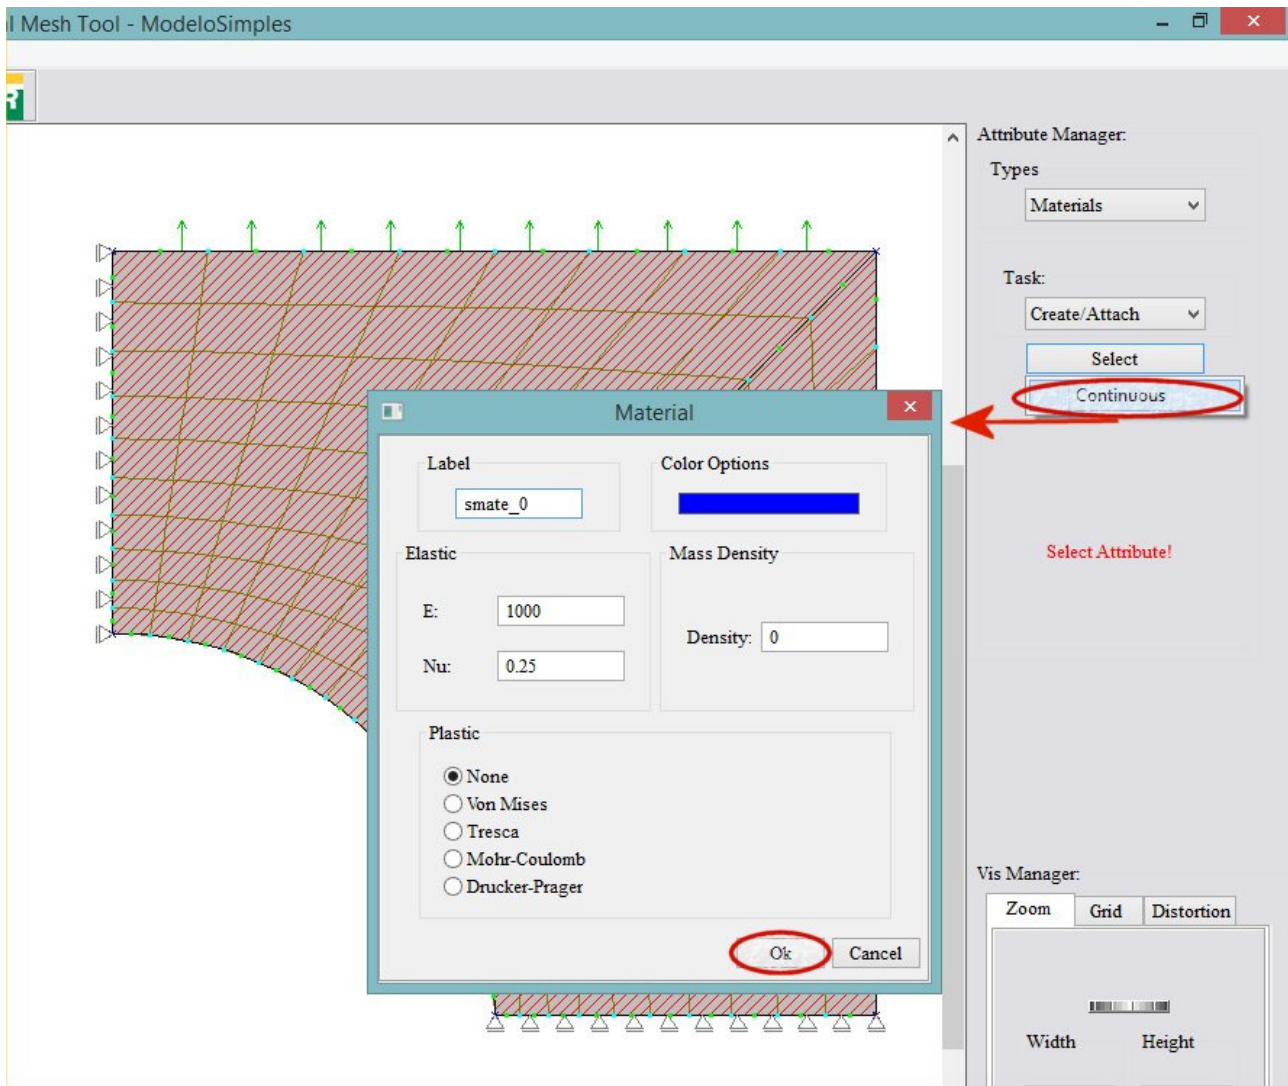 l Mesh Tool - ModeloSimples
R
Attribute Manager:
Types
Materials
Task:
Create/Attach
Select
Continuous
Select Attribute!
Material
Label
Color Options
smate_0
Elastic
Mass Density
E: 1000
Density: 0
Nu: 0.25
Plastic
None
Von Mises
Tresca
Mohr-Coulomb
Drucker-Prager
Ok Cancel
Vis Manager:
Zoom Grid Distortion
Width Height